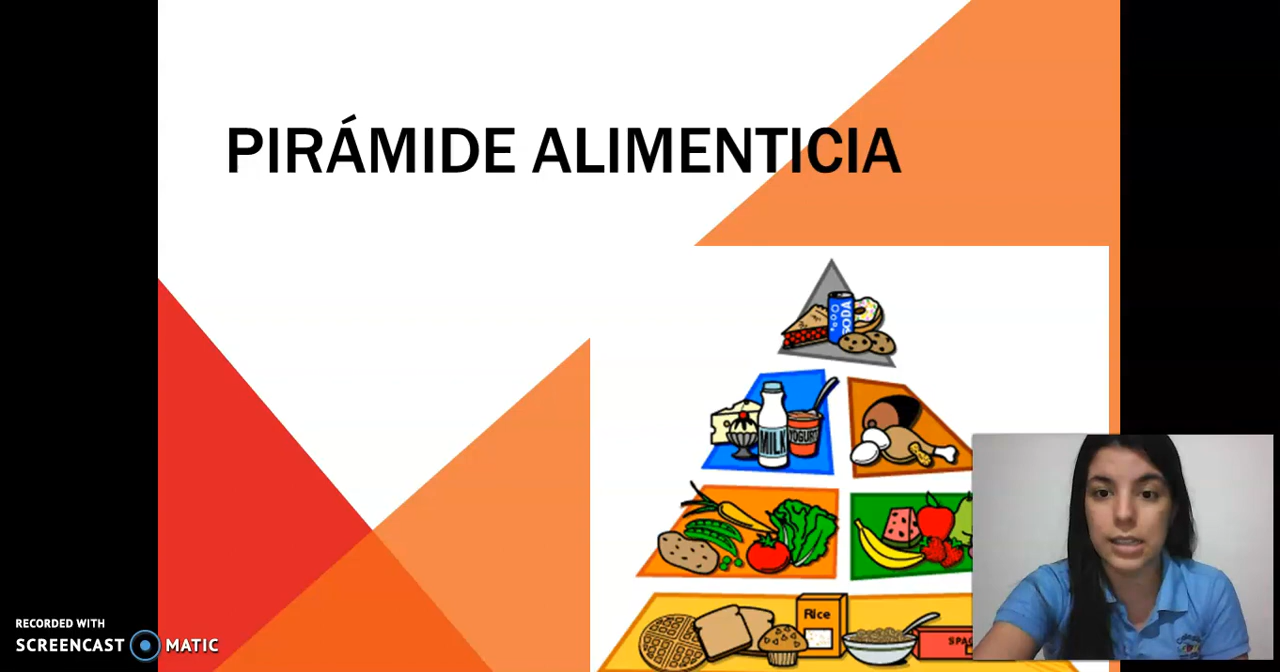 PIRÁMIDE ALIMENTICIA
SODA
MILK
YOGURT
Rice
RECORDED WITH
SCREENCAST MATIC